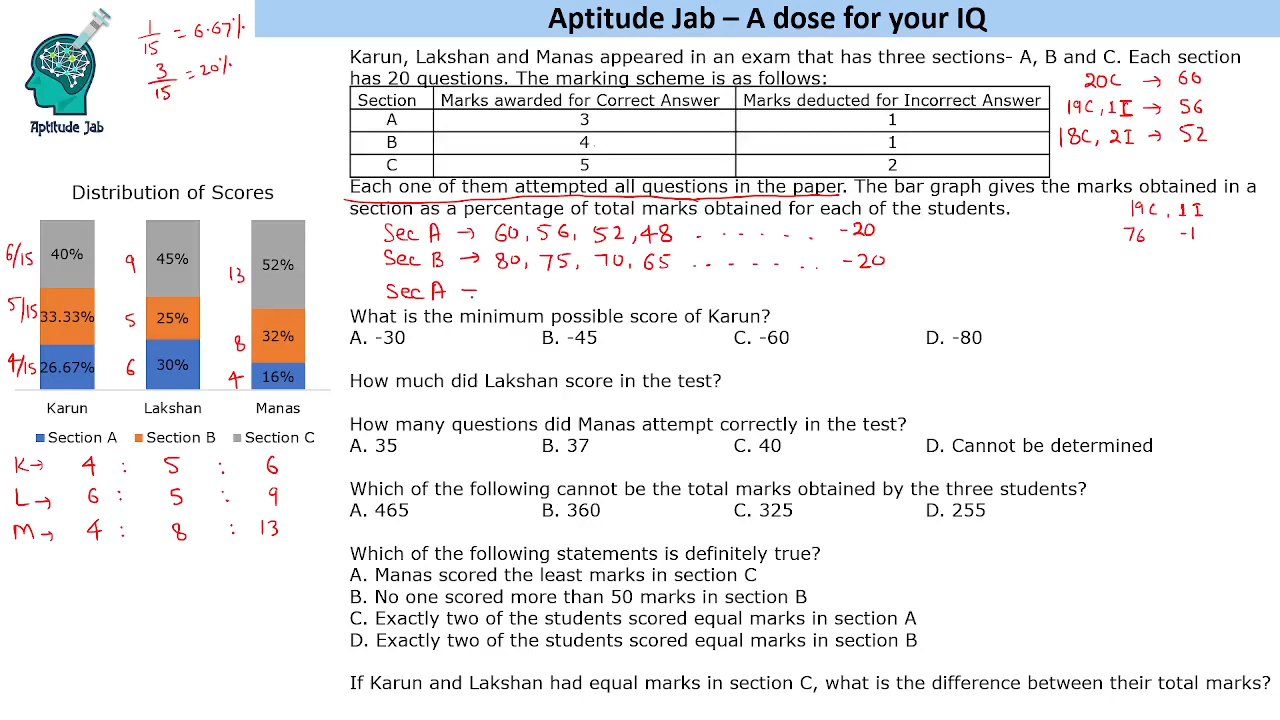 Aptitude Jab – A dose for your IQ
Aptitude Jab
1/15 = 6.67%
3/15 = 20%
Karun, Lakshan and Manas appeared in an exam that has three sections- A, B and C. Each section
has 20 questions. The marking scheme is as follows:
Section Marks awarded for Correct Answer Marks deducted for Incorrect Answer
A 3 1
B 4 1
C 5 2
20C → 60
19C, 1I → 56
18C, 2I → 52
Each one of them attempted all questions in the paper. The bar graph gives the marks obtained in a
section as a percentage of total marks obtained for each of the students.
19C, 1I
76 -1
Sec A → 60, 56, 52, 48 . . . . . . -20
Sec B → 80, 75, 70, 65 . . . . . . . -20
Sec A -
Distribution of Scores
6/15 40% 9 45% 13 52%
5/15 33.33% 5 25% 8 32%
4/15 26.67% 6 30% 4 16%
Karun Lakshan Manas
Section A Section B Section C
K→ 4 : 5 : 6
L→ 6 : 5 : 9
M→ 4 : 8 : 13
What is the minimum possible score of Karun?
A. -30 B. -45 C. -60 D. -80
How much did Lakshan score in the test?
How many questions did Manas attempt correctly in the test?
A. 35 B. 37 C. 40 D. Cannot be determined
Which of the following cannot be the total marks obtained by the three students?
A. 465 B. 360 C. 325 D. 255
Which of the following statements is definitely true?
A. Manas scored the least marks in section C
B. No one scored more than 50 marks in section B
C. Exactly two of the students scored equal marks in section A
D. Exactly two of the students scored equal marks in section B
If Karun and Lakshan had equal marks in section C, what is the difference between their total marks?